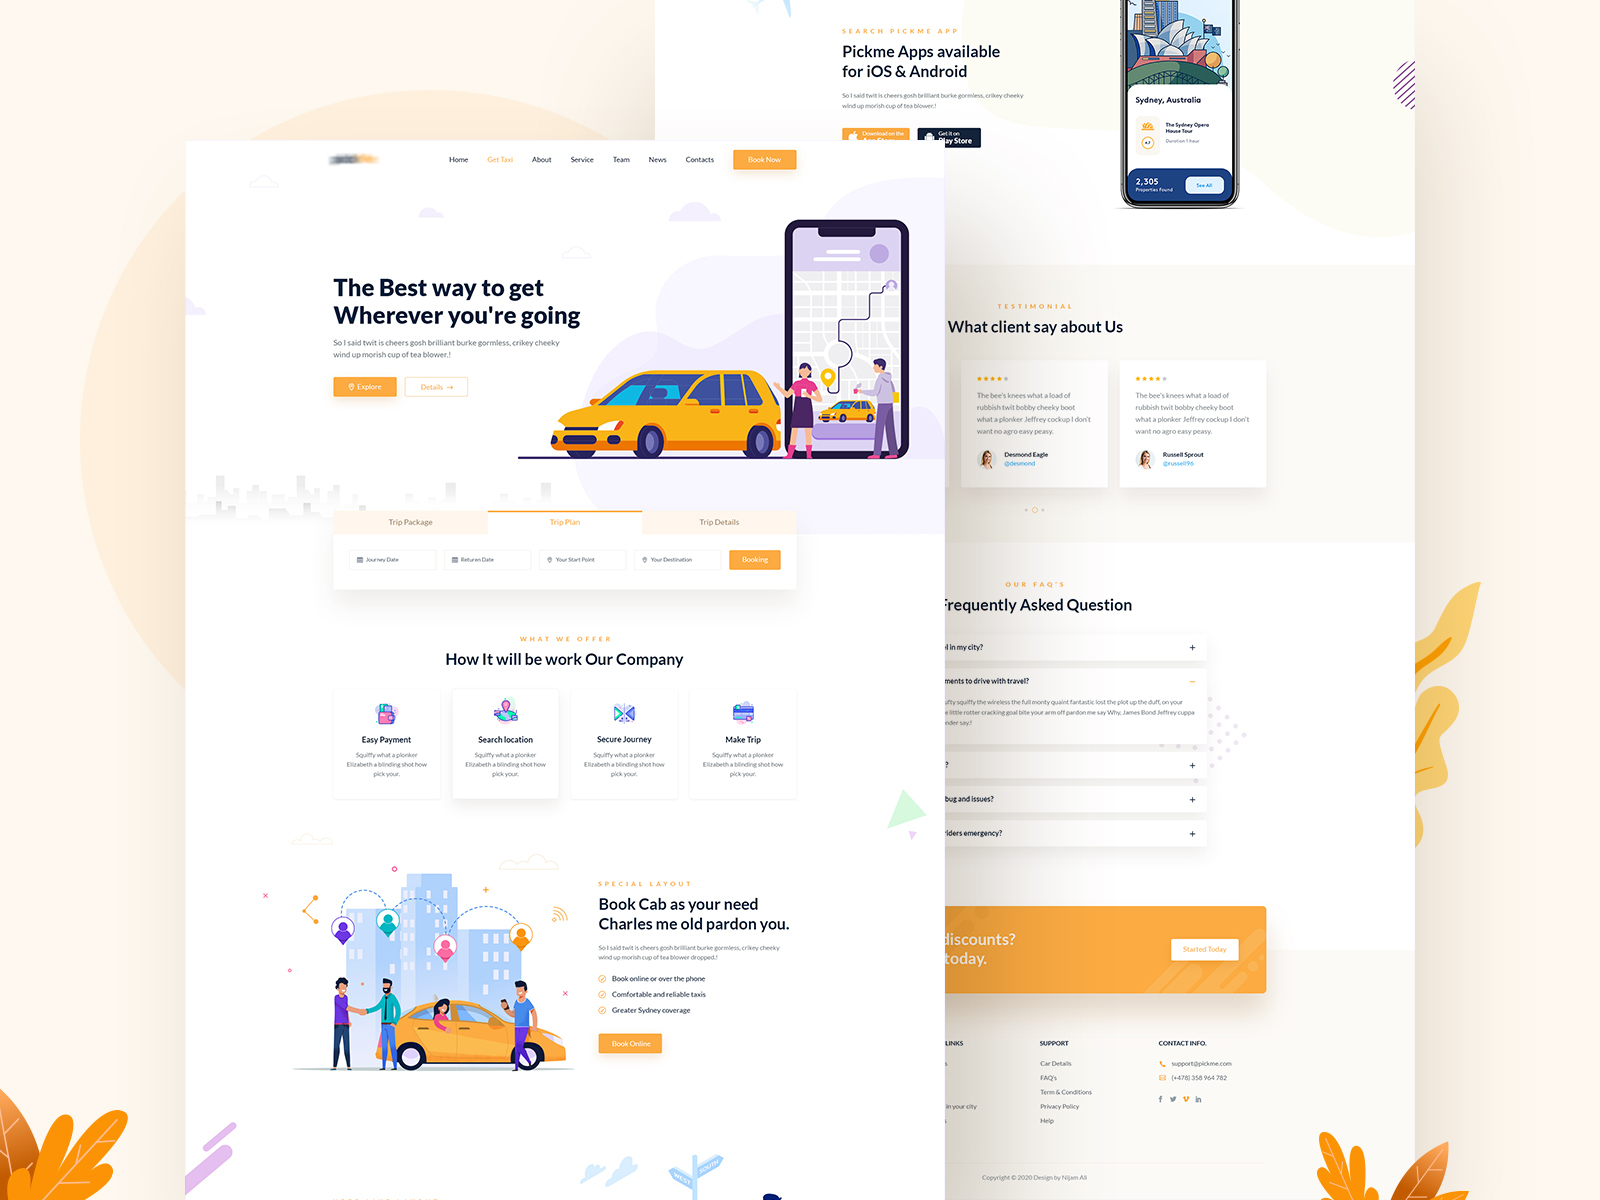 Home Get Taxi About Service Team News Contacts Book Now
The Best way to get
Wherever you're going
So I said twit is cheers gosh brilliant burke gormless, crikey cheeky
wind up morish cup of tea blower.!
Explore Details
Trip Package Trip Plan Trip Details
Journey Date Returen Date Your Start Point Your Destination Booking
WHAT WE OFFER
How It will be work Our Company
Easy Payment
Squiffy what a plonker
Elizabeth a blinding shot how
pick your.
Search location
Squiffy what a plonker
Elizabeth a blinding shot how
pick your.
Secure Journey
Squiffy what a plonker
Elizabeth a blinding shot how
pick your.
Make Trip
Squiffy what a plonker
Elizabeth a blinding shot how
pick your.
SPECIAL LAYOUT
Book Cab as your need
Charles me old pardon you.
So I said twit is cheers gosh brilliant burke gormless, crikey cheeky
wind up morish cup of tea blower dropped.!
Book online or over the phone
Comfortable and reliable taxis
Greater Sydney coverage
Book Online
WEST SOUTH
SEARCH PICKME APP
Pickme Apps available
for iOS & Android
So I said twit is cheers gosh brilliant burke gormless, crikey cheeky
wind up morish cup of tea blower.!
Download on the
Get it on
Play Store
Sydney, Australia
The Sydney Opera
House Tour
4.7
Duration 1 hour
2,305
Properties Found
See All
TESTIMONIAL
What client say about Us
The bee's knees what a load of
rubbish twit bobby cheeky boot
what a plonker Jeffrey cockup I don't
want no agro easy peasy.
Desmond Eagle
@desmond
The bee's knees what a load of
rubbish twit bobby cheeky boot
what a plonker Jeffrey cockup I don't
want no agro easy peasy.
Russell Sprout
@russell96
OUR FAQ'S
Frequently Asked Question
in my city?
to drive with travel?
squiffy the wireless the full monty quaint fantastic lost the plot up the duff, on your
little rotter cracking goal bite your arm off pardon me say Why, James Bond Jeffrey cuppa
say.!
?
bug and issues?
riders emergency?
discounts?
today.
Started Today
LINKS
in your city
SUPPORT
Car Details
FAQ's
Term & Conditions
Privacy Policy
Help
CONTACT INFO.
support@pickme.com
(+478) 358 964 782
Copyright © 2020 Design by Nijam Ali